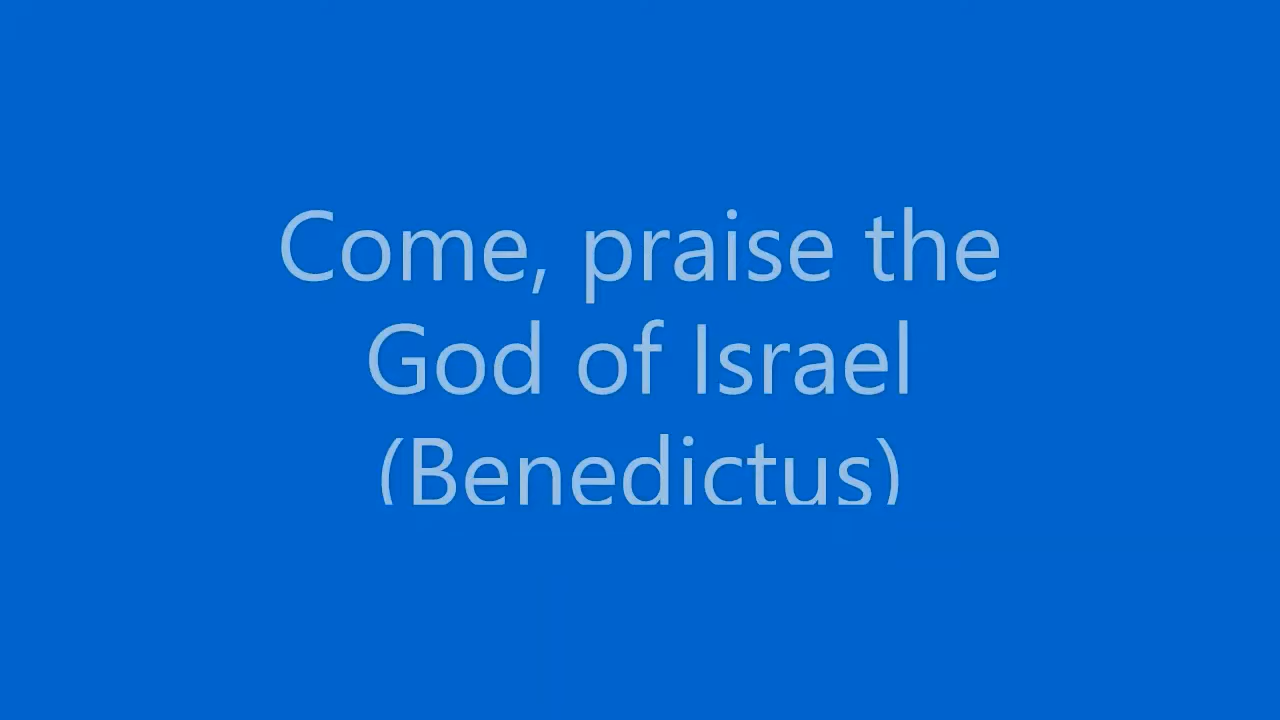 Come, praise the
God of Israel
(Benedictus)